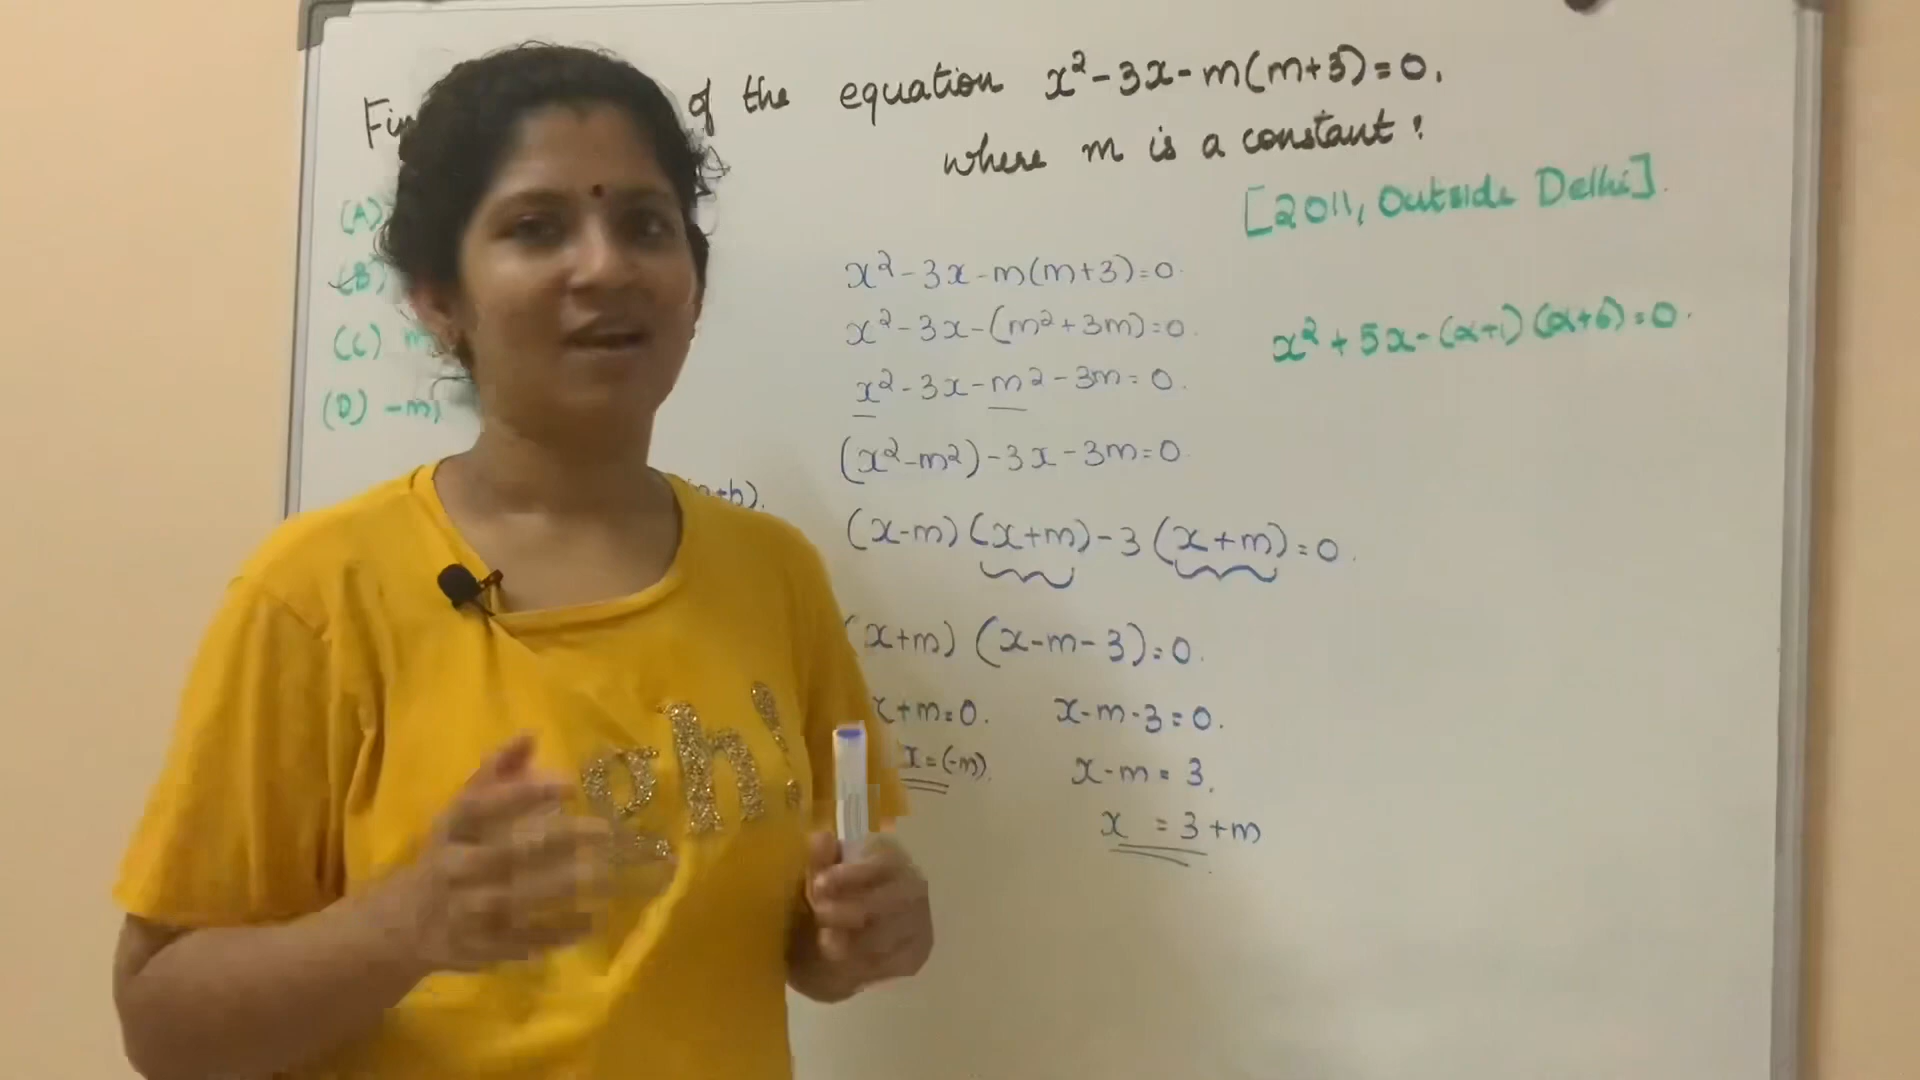 of the equation x²-3x-m(m+3)=0.
where m is a constant?
[2011, Outside Delhi].
(A)
(B)
(C) m
(D) -m,
x²-3x-m(m+3)=0.
x²-3x-(m²+3m)=0.
x²-3x-m²-3m=0.
(x²-m²)-3x-3m=0
(x-m)(x+m)-3(x+m)=0.
(x+m)(x-m-3)=0.
x+m=0. x-m-3=0.
x=(-m) x-m=3.
x =3+m
x²+5x-(α+1)(α+6)=0.
gh!